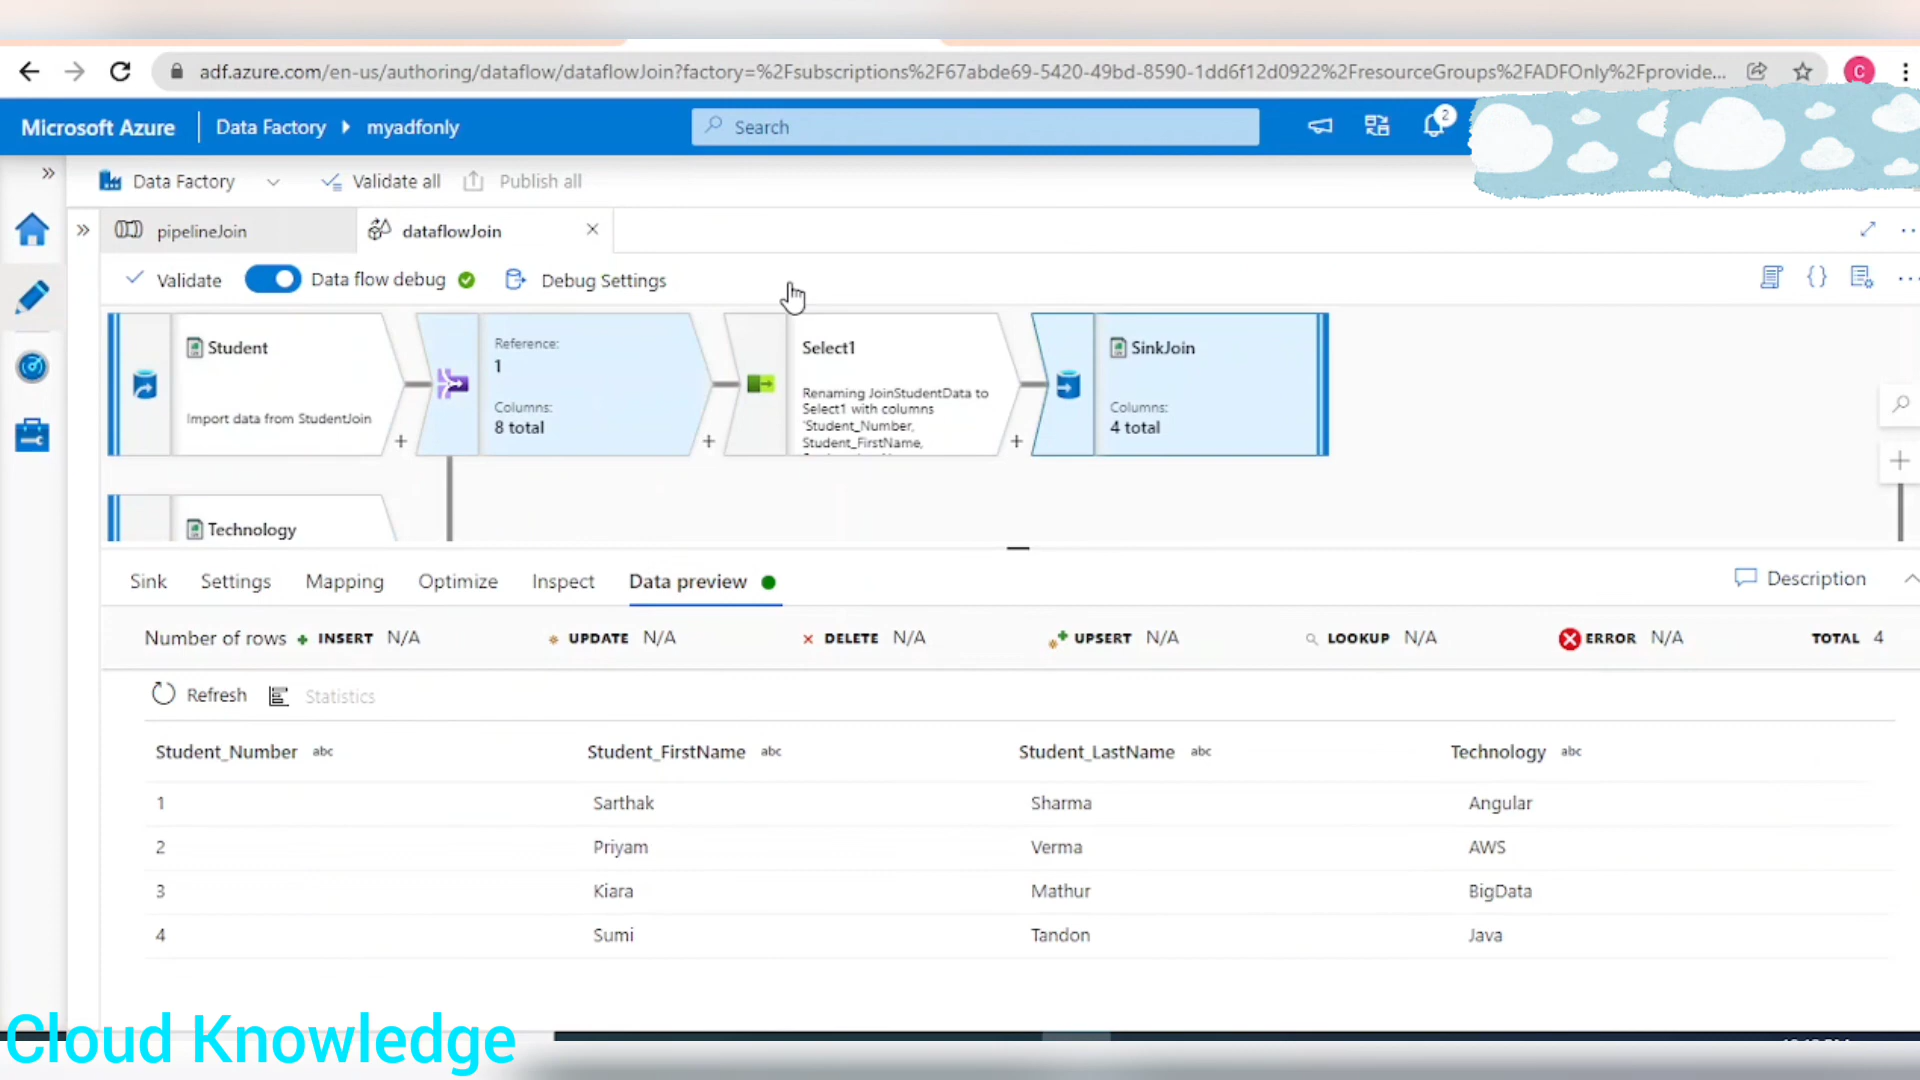 adf.azure.com/en-us/authoring/dataflow/dataflowJoin?factory=%2Fsubscriptions%2F67abde69-5420-49bd-8590-1dd6f12d0922%2FresourceGroups%2FADFOnly%2Fprovide...
C
Microsoft Azure
Data Factory
myadfonly
Search
2
Data Factory
Validate all
Publish all
pipelineJoin
dataflowJoin
Validate
Data flow debug
Debug Settings
Student
Import data from StudentJoin
Reference:
1
Columns:
8 total
Select1
Renaming JoinStudentData to
Select1 with columns
'Student_Number,
Student_FirstName,
SinkJoin
Columns:
4 total
Technology
Sink Settings Mapping Optimize Inspect Data preview
Description
Number of rows INSERT N/A UPDATE N/A DELETE N/A UPSERT N/A LOOKUP N/A ERROR N/A TOTAL 4
Refresh Statistics
Student_Number abc Student_FirstName abc Student_LastName abc Technology abc
1 Sarthak Sharma Angular
2 Priyam Verma AWS
3 Kiara Mathur BigData
4 Sumi Tandon Java
Cloud Knowledge